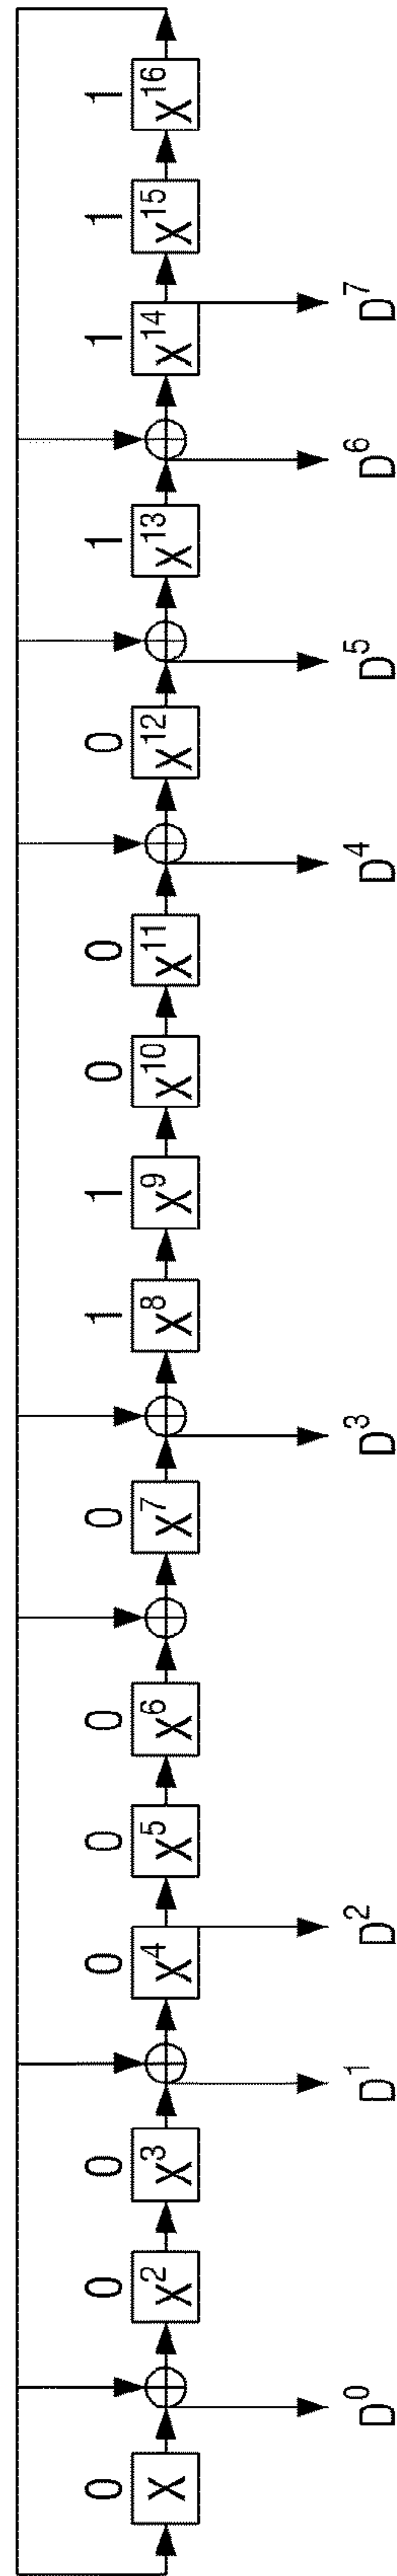 0 0 0 0 0 0 0 1 1 0 0 0 1 1 1 1
X X² X³ X⁴ X⁵ X⁶ X⁷ X⁸ X⁹ X¹⁰ X¹¹ X¹² X¹³ X¹⁴ X¹⁵ X¹⁶
D⁰ D¹ D² D³ D⁴ D⁵ D⁶ D⁷